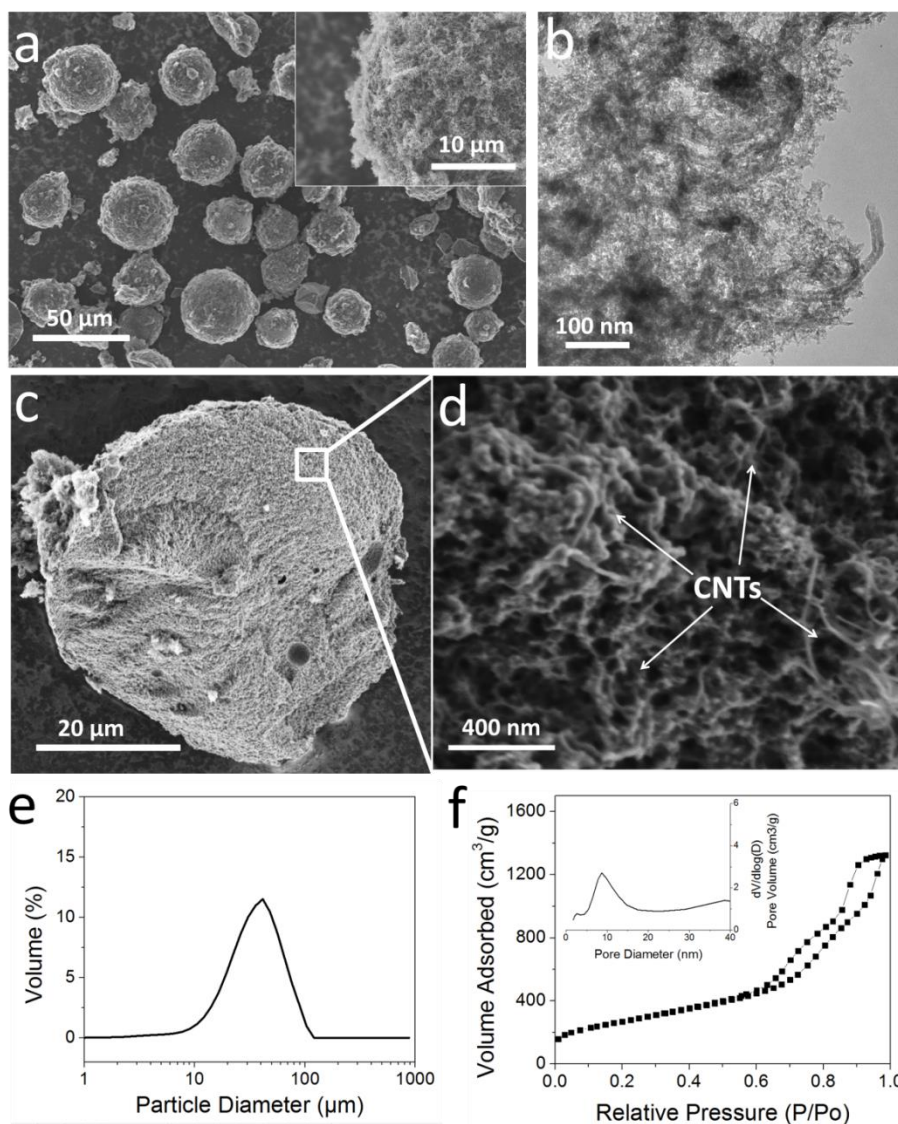 a
10 µm
50 µm
b
100 nm
c
20 µm
d
CNTs
400 nm
e
20
15
10
5
0
Volume (%)
1 10 100 1000
Particle Diameter (µm)
f
1600
1200
800
400
0
Volume Adsorbed (cm³/g)
0.0 0.2 0.4 0.6 0.8 1.0
Relative Pressure (P/Po)
6
4
2
0
dV/dlog(D)
Pore Volume (cm3/g)
0 10 20 30 40
Pore Diameter (nm)